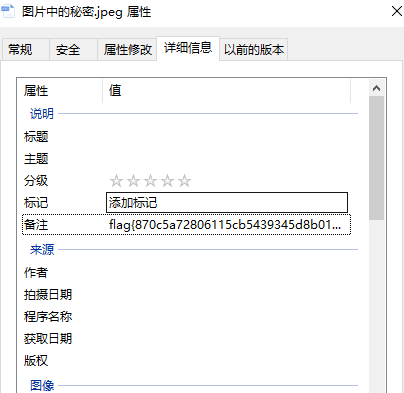 图片中的秘密.jpeg 属性
常规 安全 属性修改 详细信息 以前的版本
属性 值
说明
标题
主题
分级 ☆☆☆☆☆
标记 添加标记
备注 flag{870c5a72806115cb5439345d8b01...
来源
作者
拍摄日期
程序名称
获取日期
版权
图像